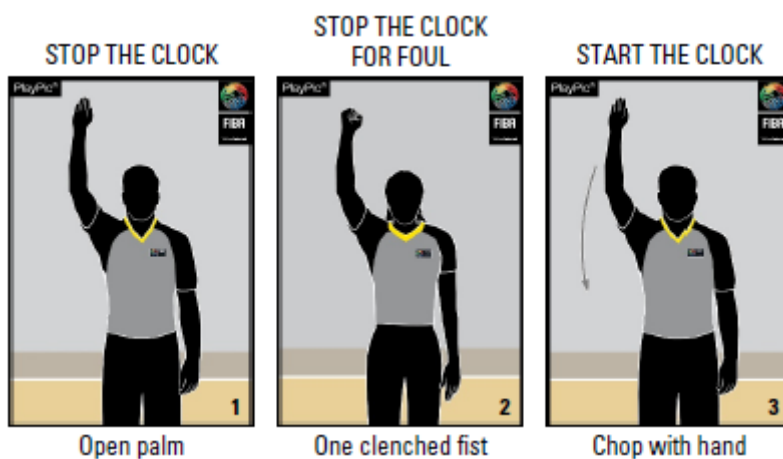 STOP THE CLOCK
STOP THE CLOCK
FOR FOUL
START THE CLOCK
PlayPic®
FIBA
PlayPic®
FIBA
PlayPic®
FIBA
1
2
3
Open palm
One clenched fist
Chop with hand